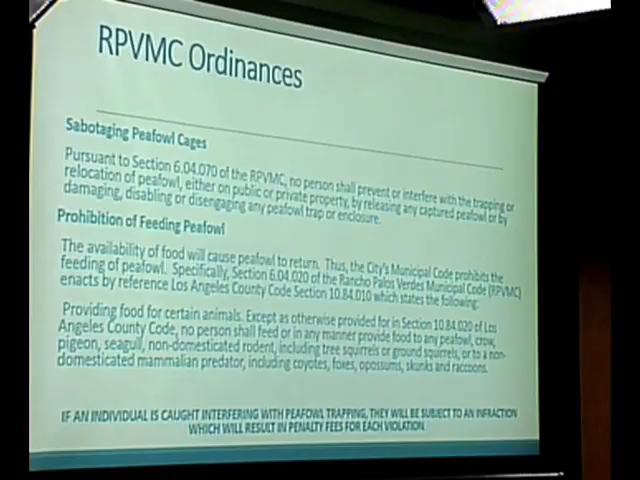 RPVMC Ordinances
Sabotaging Peafowl Cages
Pursuant to Section 6.04.070 of the RPVMC, no person shall prevent or interfere with the trapping or
relocation of peafowl, either on public or private property, by releasing any captured peafowl or by
damaging, disabling or disengaging any peafowl trap or enclosure.
Prohibition of Feeding Peafowl
The availability of food will cause peafowl to return. Thus, the City's Municipal Code prohibits the
feeding of peafowl. Specifically, Section 6.04.020 of the Rancho Palos Verdes Municipal Code (RPVMC)
enacts by reference Los Angeles County Code Section 10.84.010 which states the following:
Providing food for certain animals. Except as otherwise provided for in Section 10.84.020 of Los
Angeles County Code, no person shall feed or in any manner provide food to any peafowl, crow,
pigeon, seagull, non-domesticated rodent, including tree squirrels or ground squirrels, or to a non-
domesticated mammalian predator, including coyotes, foxes, opossums, skunks and raccoons.
IF AN INDIVIDUAL IS CAUGHT INTERFERING WITH PEAFOWL TRAPPING, THEY WILL BE SUBJECT TO AN INFRACTION
WHICH WILL RESULT IN PENALTY FEES FOR EACH VIOLATION